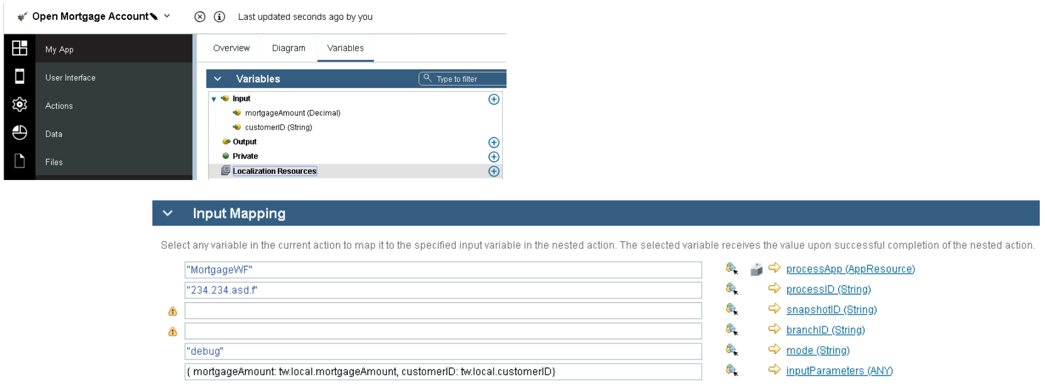 Open Mortgage Account
Last updated seconds ago by you
My App
User Interface
Actions
Data
Files
Overview Diagram Variables
Variables
Type to filter
Input
mortgageAmount (Decimal)
customerID (String)
Output
Private
Localization Resources
Input Mapping
Select any variable in the current action to map it to the specified input variable in the nested action. The selected variable receives the value upon successful completion of the nested action.
"MortgageWF" processApp (AppResource)
"234.234.asd.f" processID (String)
snapshotID (String)
branchID (String)
"debug" mode (String)
{ mortgageAmount: tw.local.mortgageAmount, customerID: tw.local.customerID} inputParameters (ANY)